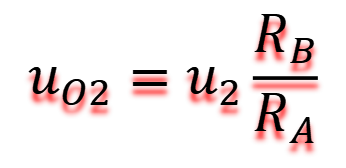 u_{O2} = u_2 \frac{R_B}{R_A}